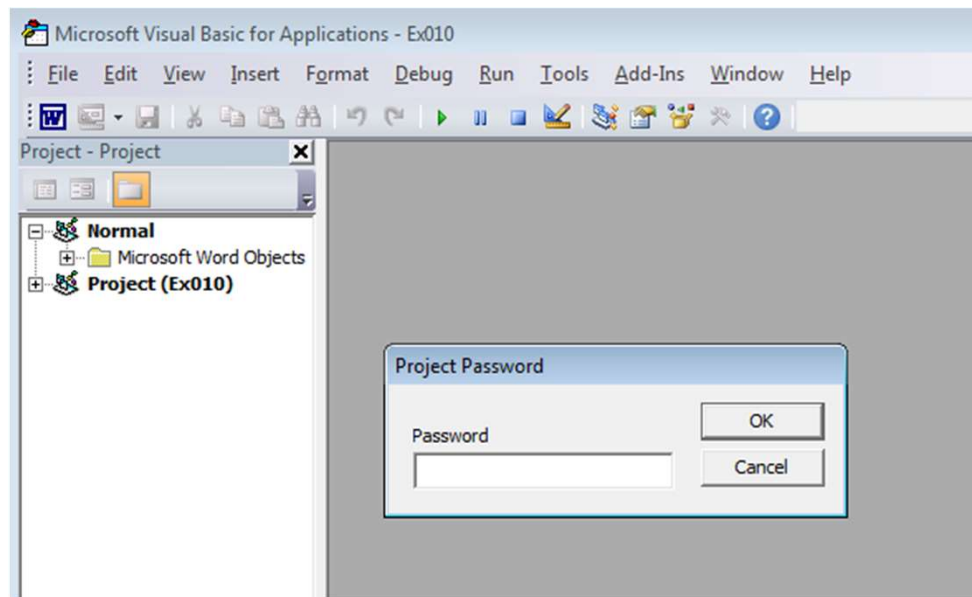 Microsoft Visual Basic for Applications - Ex010
File Edit View Insert Format Debug Run Tools Add-Ins Window Help
Project - Project
Normal
Microsoft Word Objects
Project (Ex010)
Project Password
Password
OK
Cancel